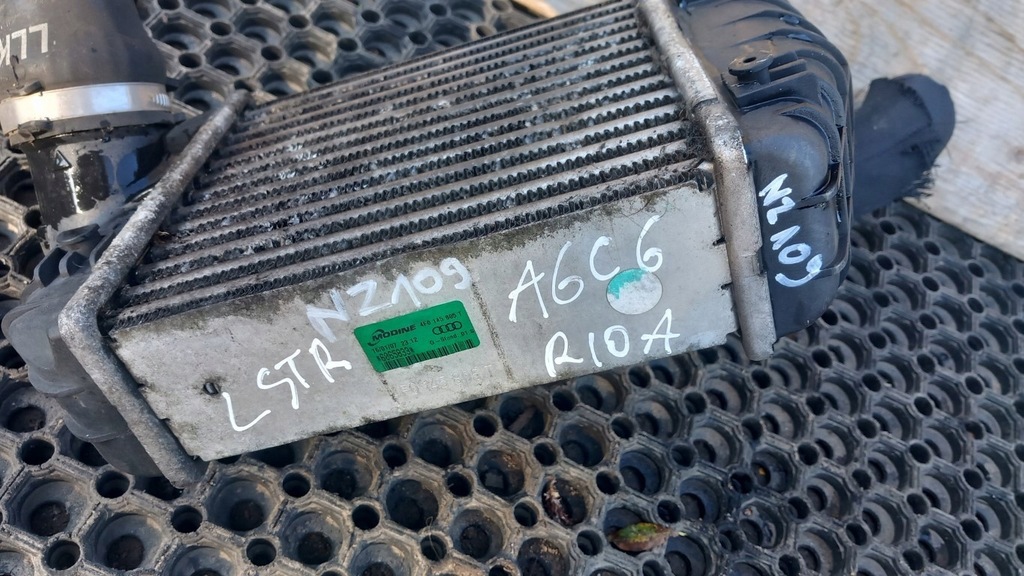 LLK
NZ109
A6C6
MODINE
LSTR
R10A
NZ109